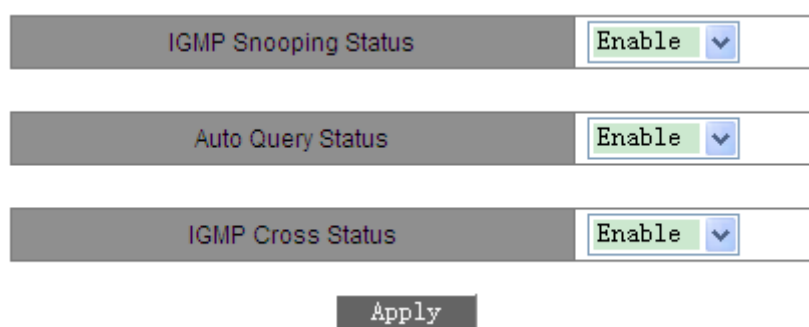 IGMP Snooping Status Enable
Auto Query Status Enable
IGMP Cross Status Enable
Apply